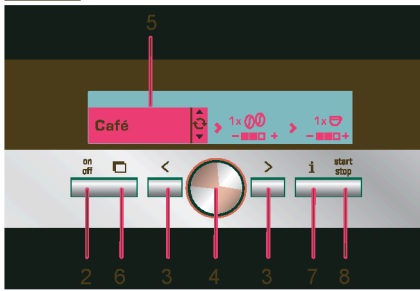 5
Café
1x
1x
- +
- +
on
off
<
>
i
start
stop
2 6 3 4 3 7 8